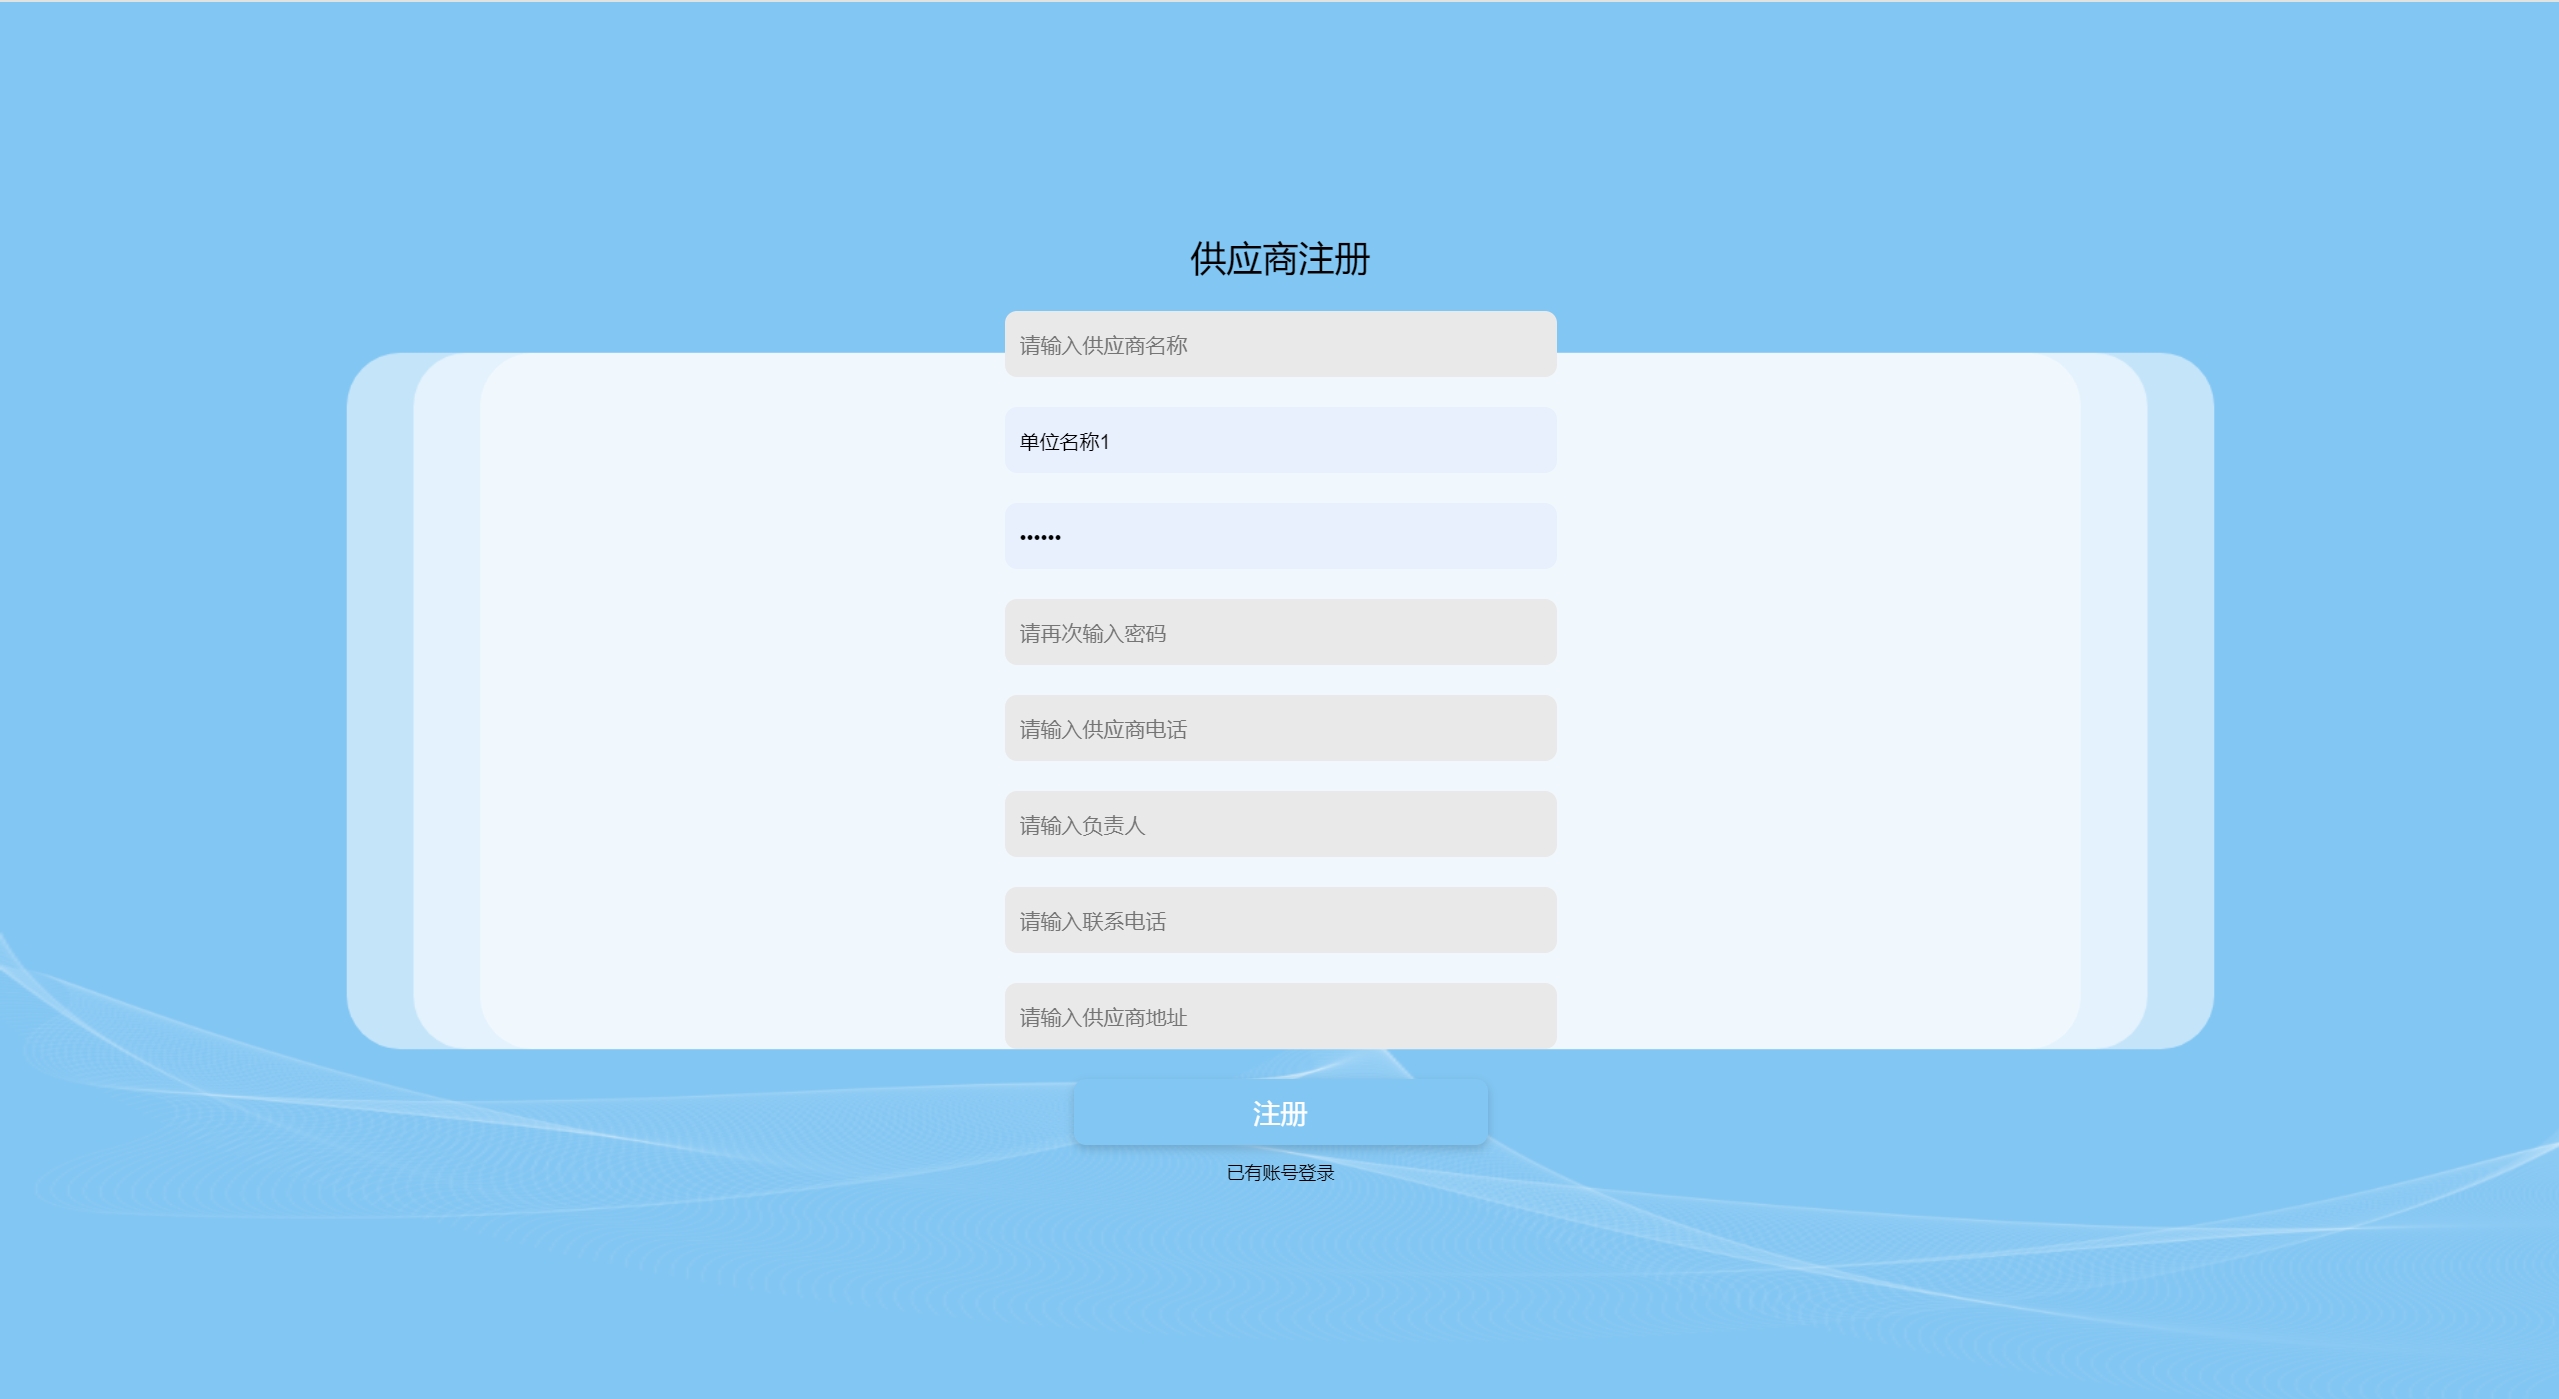 供应商注册
请输入供应商名称
单位名称1
••••••
请再次输入密码
请输入供应商电话
请输入负责人
请输入联系电话
请输入供应商地址
注册
已有账号登录